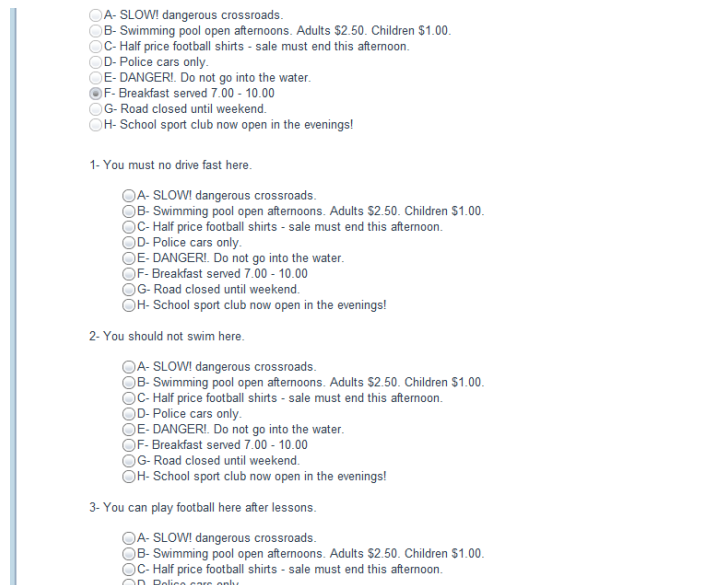 A- SLOW! dangerous crossroads.
B- Swimming pool open afternoons. Adults $2.50. Children $1.00.
C- Half price football shirts - sale must end this afternoon.
D- Police cars only.
E- DANGER!. Do not go into the water.
F- Breakfast served 7.00 - 10.00
G- Road closed until weekend.
H- School sport club now open in the evenings!
1- You must no drive fast here.
A- SLOW! dangerous crossroads.
B- Swimming pool open afternoons. Adults $2.50. Children $1.00.
C- Half price football shirts - sale must end this afternoon.
D- Police cars only.
E- DANGER!. Do not go into the water.
F- Breakfast served 7.00 - 10.00
G- Road closed until weekend.
H- School sport club now open in the evenings!
2- You should not swim here.
A- SLOW! dangerous crossroads.
B- Swimming pool open afternoons. Adults $2.50. Children $1.00.
C- Half price football shirts - sale must end this afternoon.
D- Police cars only.
E- DANGER!. Do not go into the water.
F- Breakfast served 7.00 - 10.00
G- Road closed until weekend.
H- School sport club now open in the evenings!
3- You can play football here after lessons.
A- SLOW! dangerous crossroads.
B- Swimming pool open afternoons. Adults $2.50. Children $1.00.
C- Half price football shirts - sale must end this afternoon.
D- Police cars only.